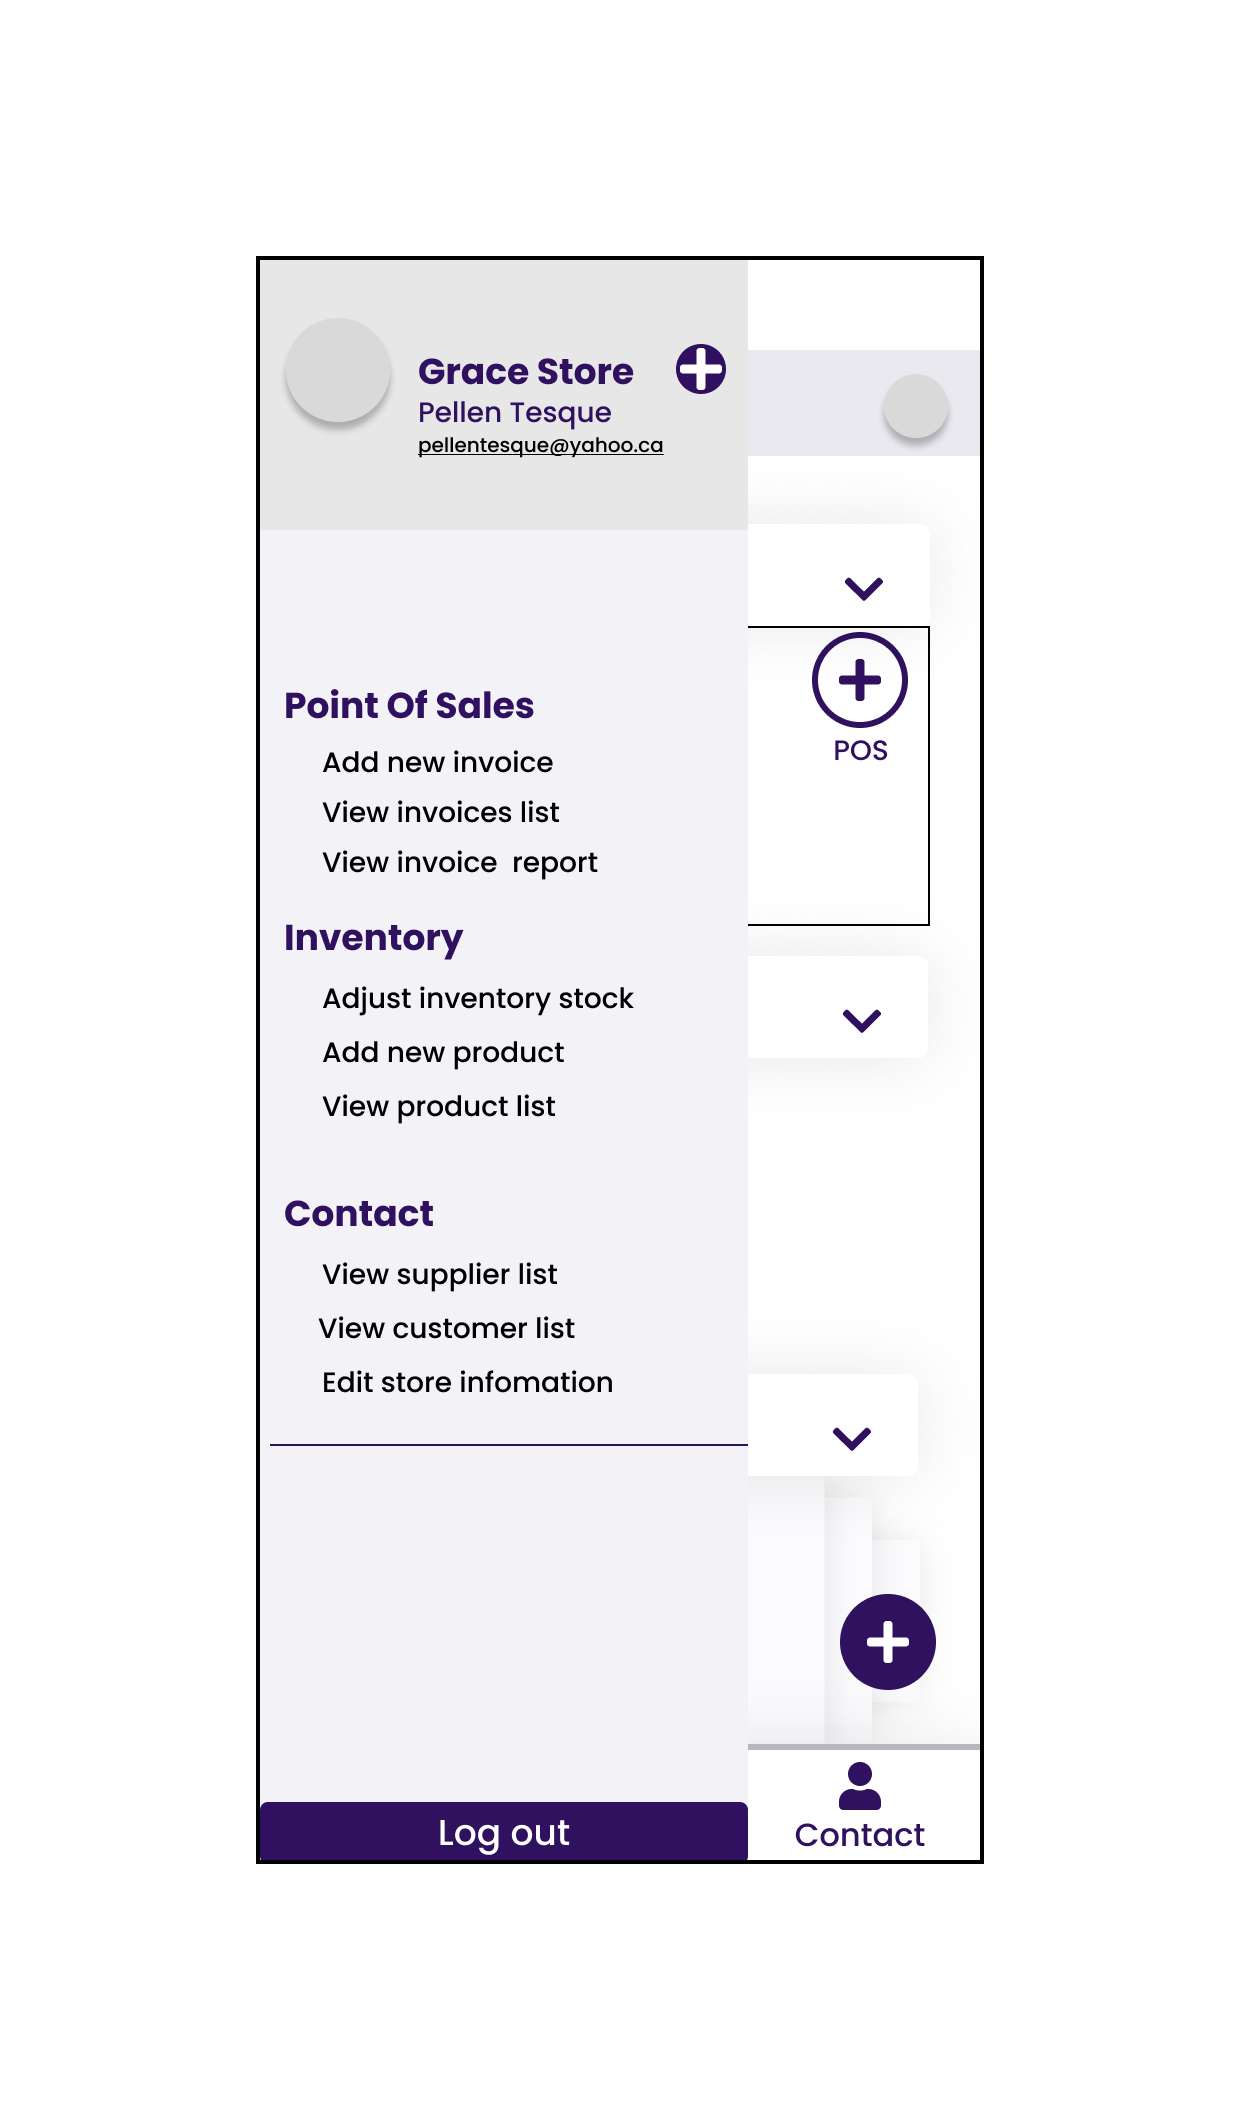 Grace Store
Pellen Tesque
pellentesque@yahoo.ca
POS
Point Of Sales
Add new invoice
View invoices list
View invoice  report
Inventory
Adjust inventory stock
Add new product
View product list
Contact
View supplier list
View customer list
Edit store infomation
Log out
Contact